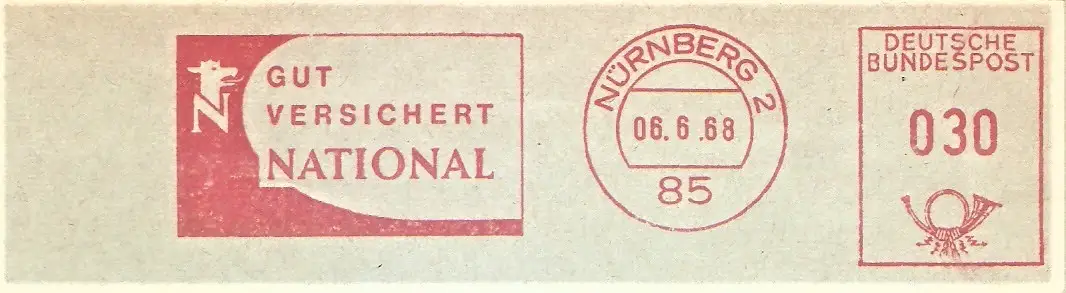 N
GUT
VERSICHERT
NATIONAL
NÜRNBERG 2
06.6.68
85
DEUTSCHE
BUNDESPOST
030